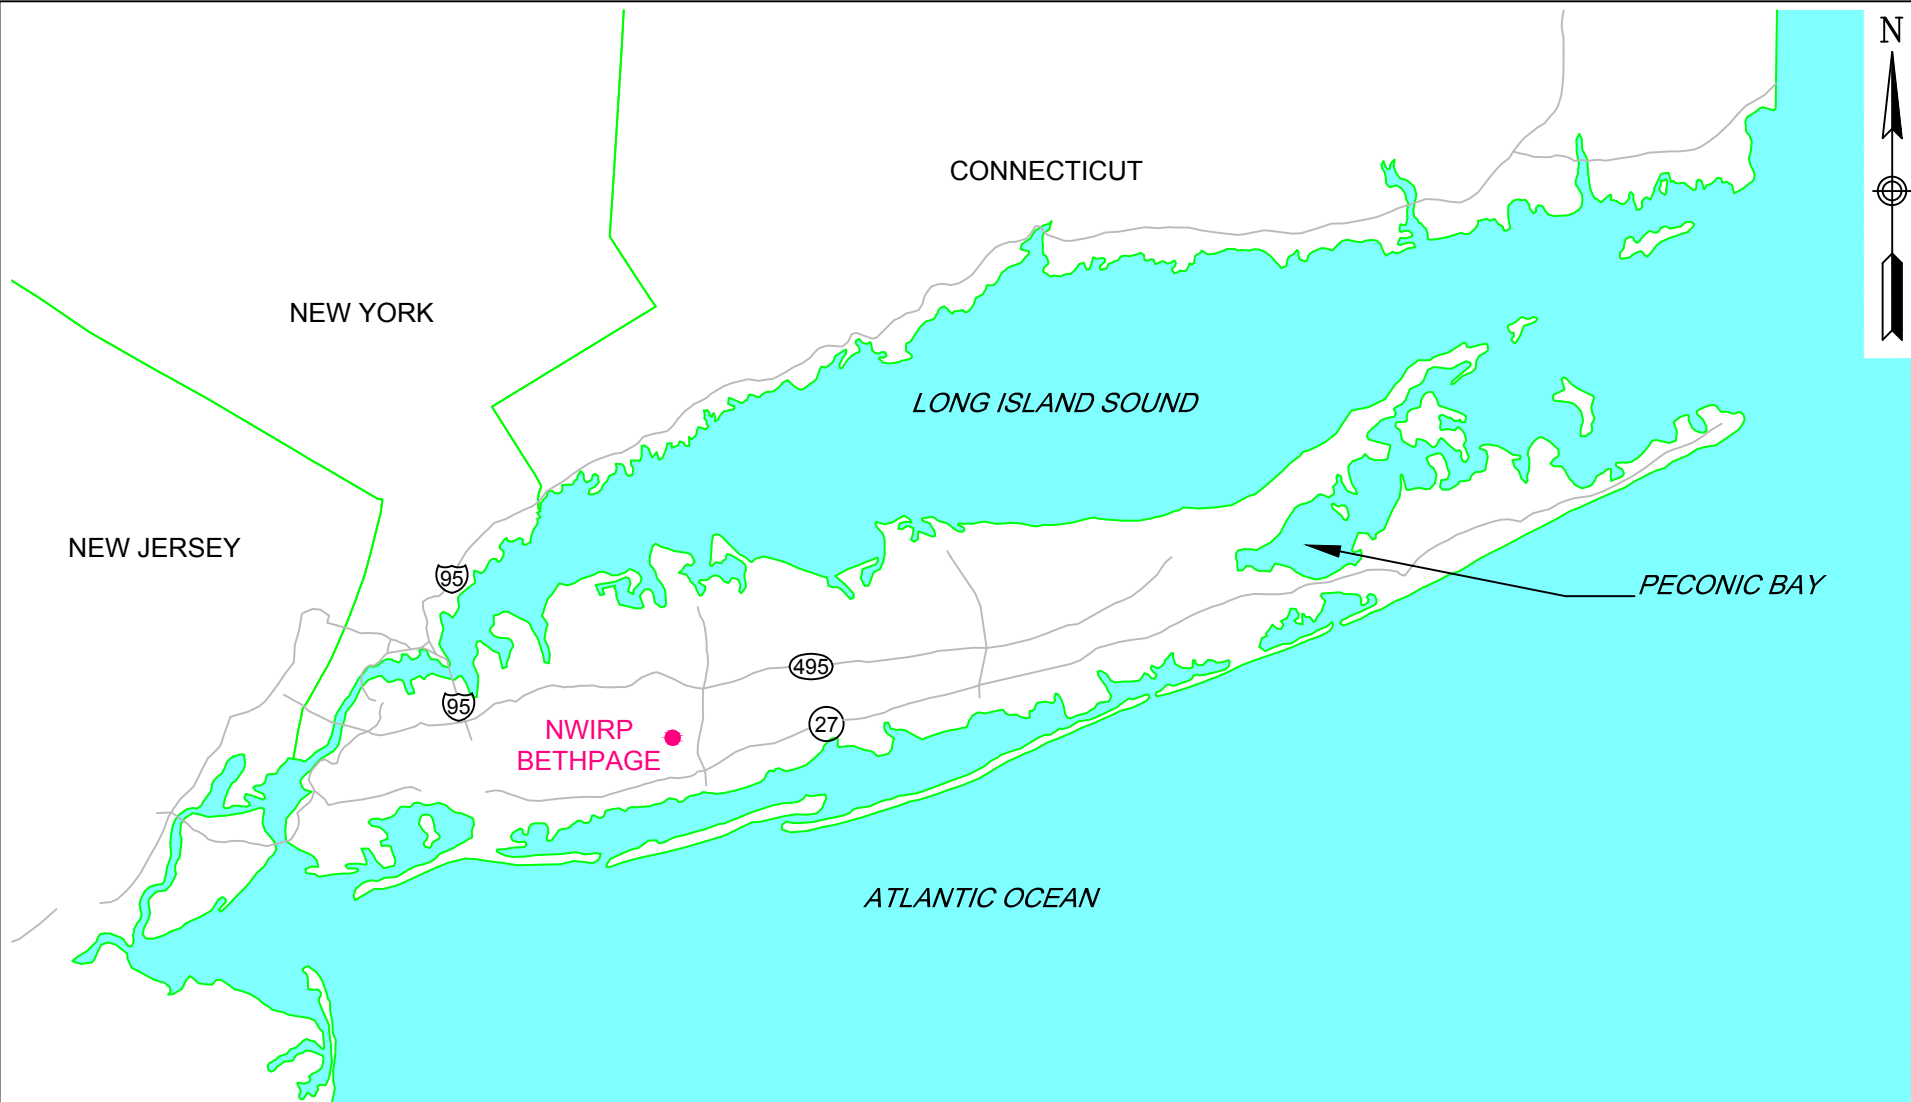 N
CONNECTICUT
NEW YORK
LONG ISLAND SOUND
NEW JERSEY
95
PECONIC BAY
495
95
27
NWIRP
BETHPAGE
ATLANTIC OCEAN